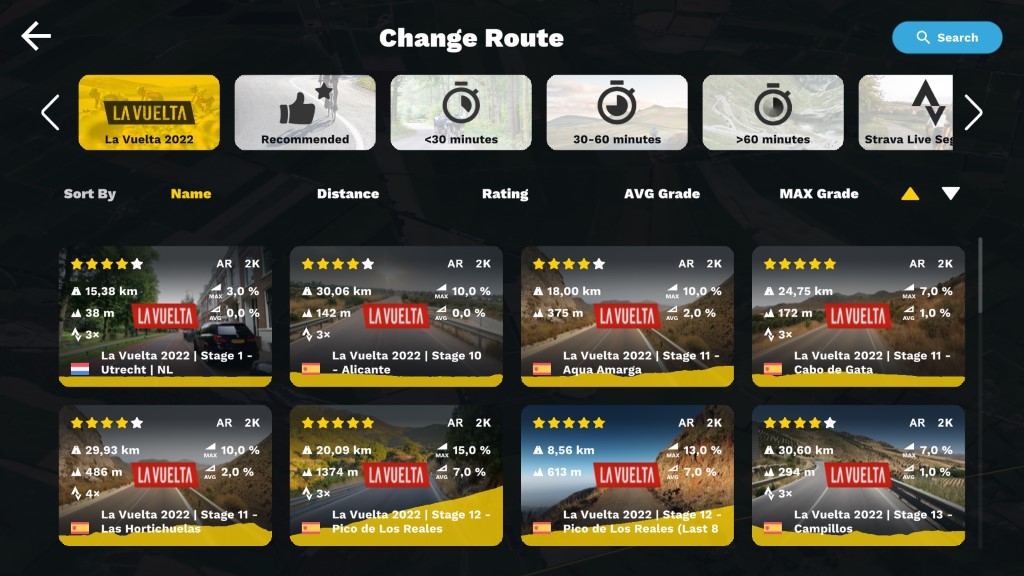 Change Route
Search
LA VUELTA
La Vuelta 2022
Recommended
<30 minutes
30-60 minutes
>60 minutes
Strava Live Seg
Sort By
Name
Distance
Rating
AVG Grade
MAX Grade
AR 2K
15,38 km
MAX 3,0 %
38 m
AVG 0,0 %
LA VUELTA
3×
La Vuelta 2022 | Stage 1 -
Utrecht | NL
AR 2K
30,06 km
MAX 10,0 %
142 m
AVG 0,0 %
LA VUELTA
3×
La Vuelta 2022 | Stage 10
- Alicante
AR 2K
18,00 km
MAX 10,0 %
375 m
AVG 2,0 %
LA VUELTA
3×
La Vuelta 2022 | Stage 11 -
Aqua Amarga
AR 2K
24,75 km
MAX 7,0 %
172 m
AVG 1,0 %
LA VUELTA
3×
La Vuelta 2022 | Stage 11 -
Cabo de Gata
AR 2K
29,93 km
MAX 10,0 %
486 m
AVG 2,0 %
LA VUELTA
4×
La Vuelta 2022 | Stage 11 -
Las Hortichuelas
AR 2K
20,09 km
MAX 15,0 %
1374 m
AVG 7,0 %
LA VUELTA
3×
La Vuelta 2022 | Stage 12 -
Pico de Los Reales
AR 2K
8,56 km
MAX 13,0 %
613 m
AVG 7,0 %
LA VUELTA
La Vuelta 2022 | Stage 12 -
Pico de Los Reales (Last 8
AR 2K
30,60 km
MAX 7,0 %
294 m
AVG 1,0 %
LA VUELTA
3×
La Vuelta 2022 | Stage 13 -
Campillos